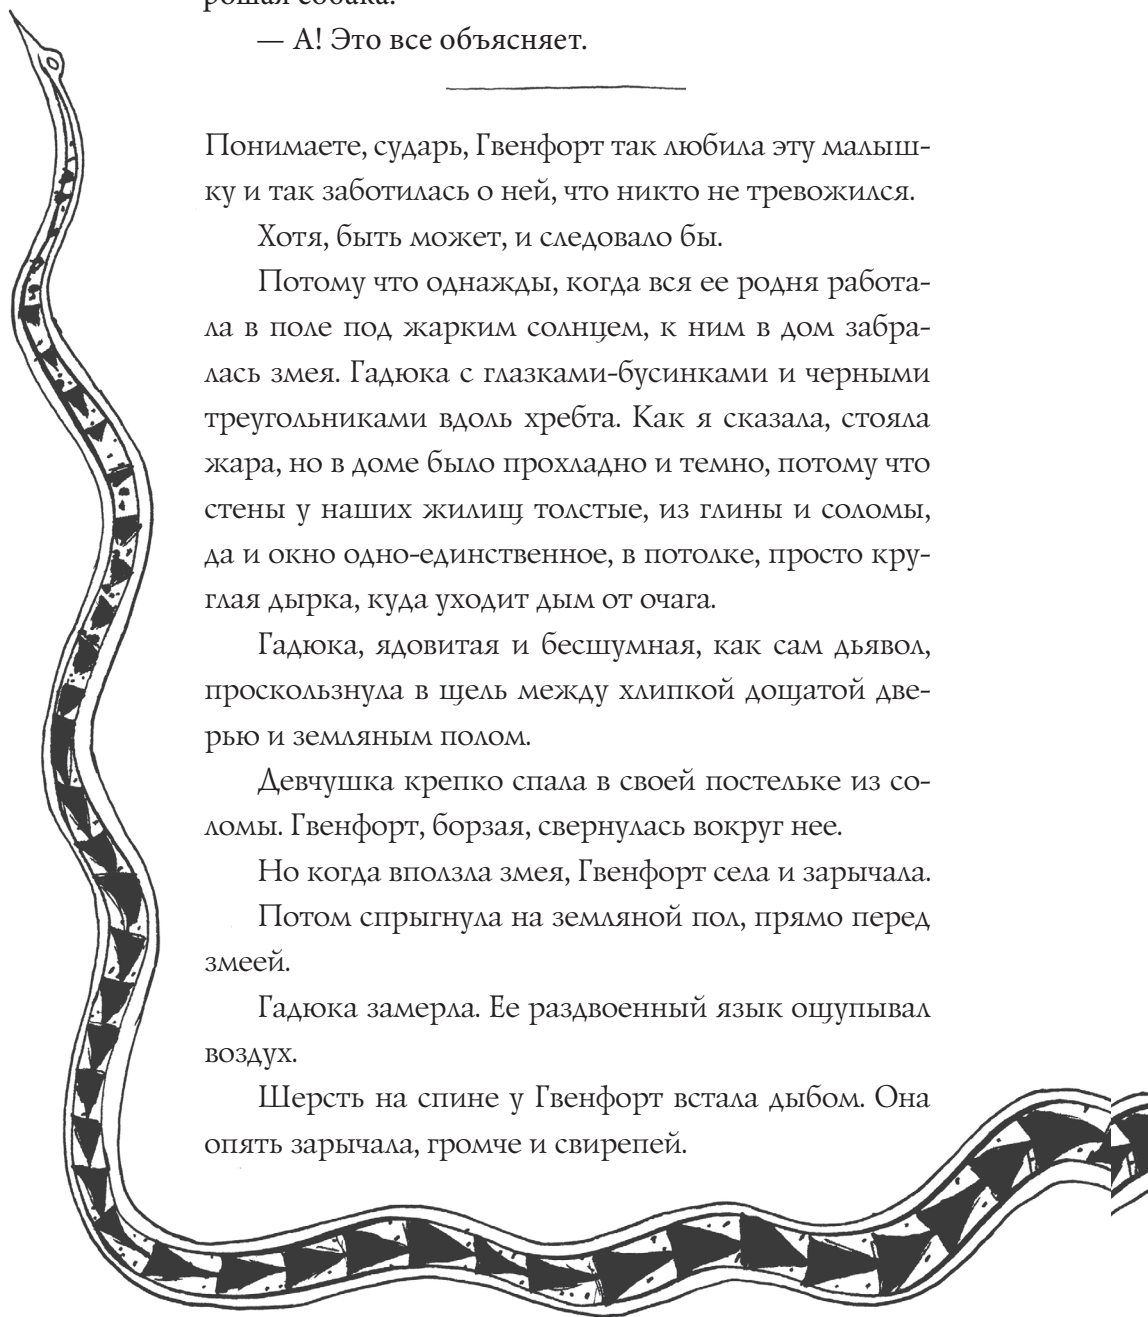 рошая собака.
— А! Это все объясняет.
Понимаете, сударь, Гвенфорт так любила эту малыш-
ку и так заботилась о ней, что никто не тревожился.
Хотя, быть может, и следовало бы.
Потому что однажды, когда вся ее родня работа-
ла в поле под жарким солнцем, к ним в дом забра-
лась змея. Гадюка с глазками-бусинками и черными
треугольниками вдоль хребта. Как я сказала, стояла
жара, но в доме было прохладно и темно, потому что
стены у наших жилищ толстые, из глины и соломы,
да и окно одно-единственное, в потолке, просто кру-
глая дырка, куда уходит дым от очага.
Гадюка, ядовитая и бесшумная, как сам дьявол,
проскользнула в щель между хлипкой дощатой две-
рью и земляным полом.
Девчушка крепко спала в своей постельке из со-
ломы. Гвенфорт, борзая, свернулась вокруг нее.
Но когда вползла змея, Гвенфорт села и зарычала.
Потом спрыгнула на земляной пол, прямо перед
змеей.
Гадюка замерла. Ее раздвоенный язык ощупывал
воздух.
Шерсть на спине у Гвенфорт встала дыбом. Она
опять зарычала, громче и свирепей.